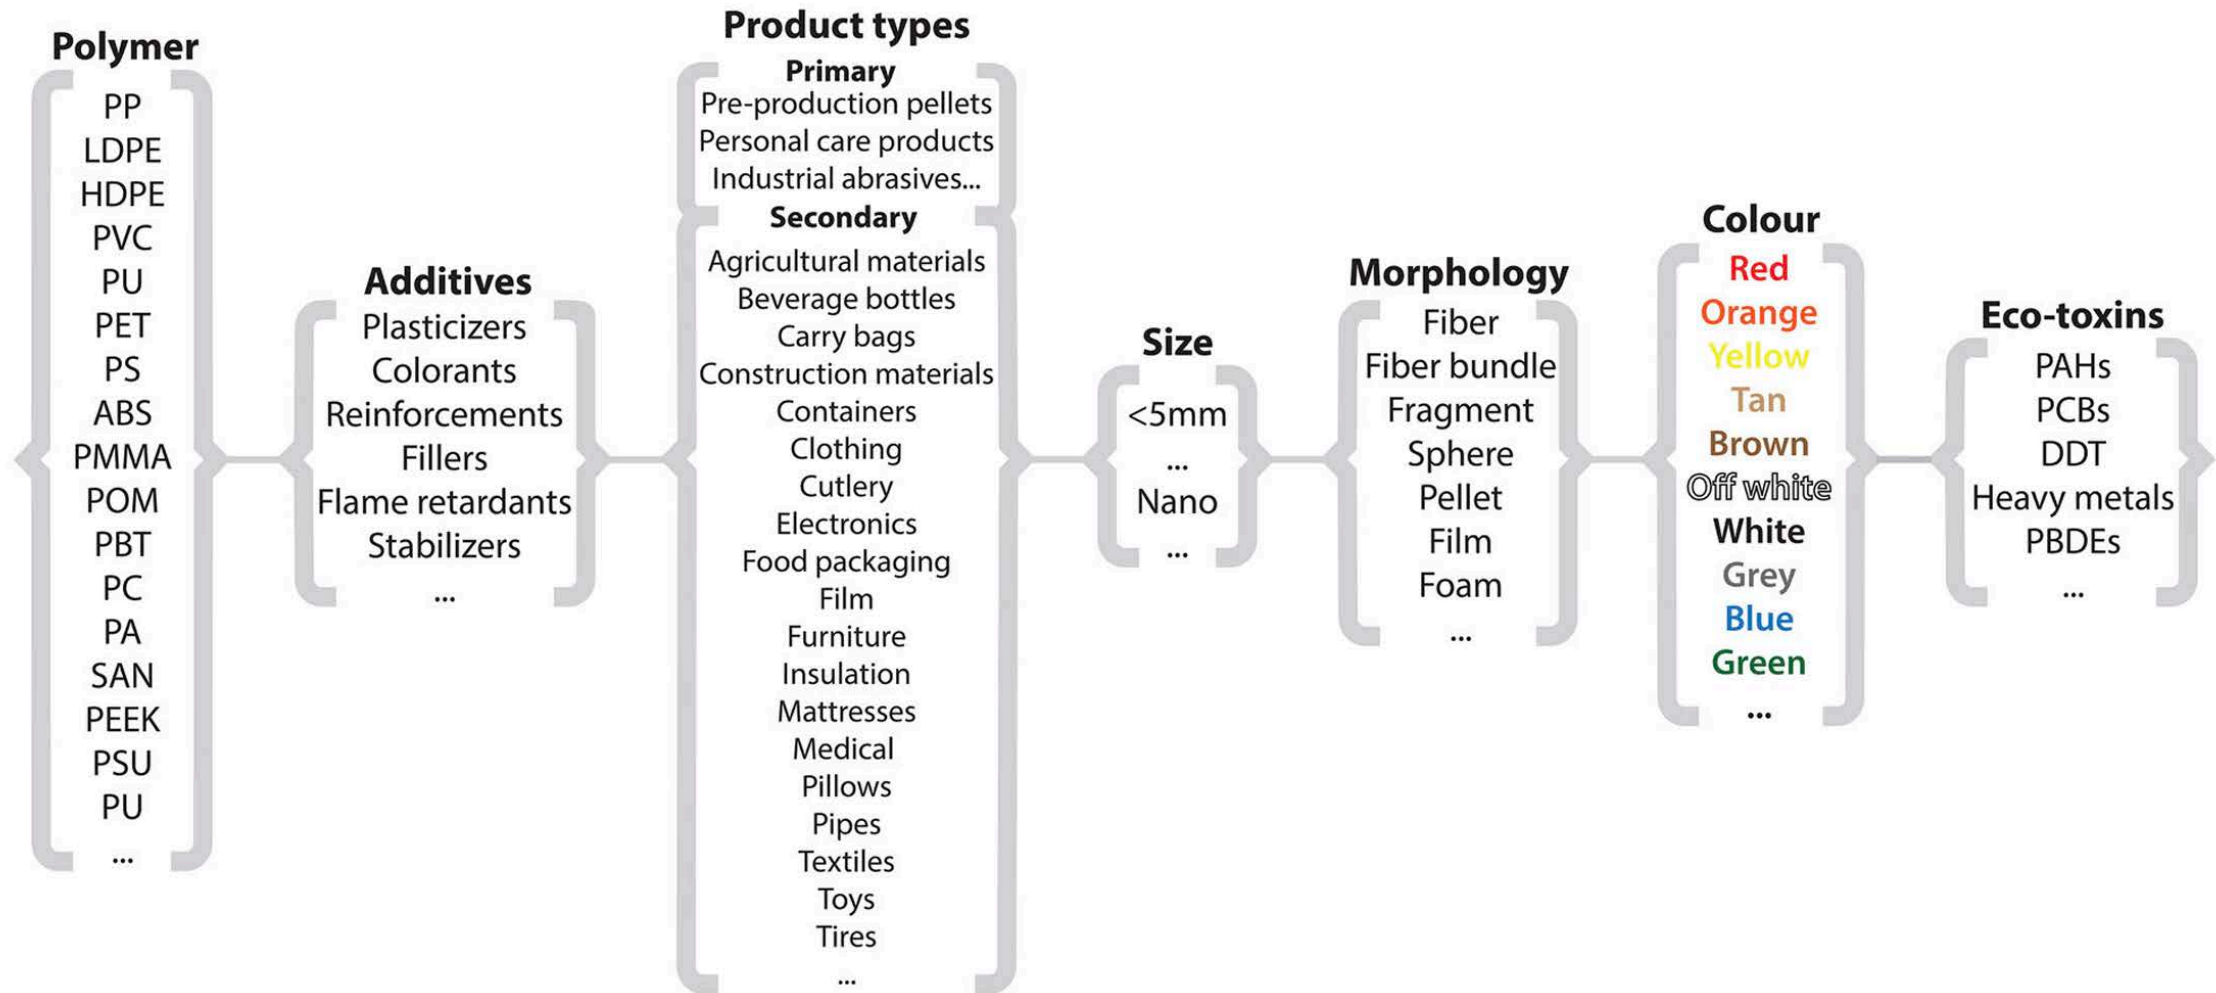 Polymer
PP
LDPE
HDPE
PVC
PU
PET
PS
ABS
PMMA
POM
PBT
PC
PA
SAN
PEEK
PSU
PU
...
Additives
Plasticizers
Colorants
Reinforcements
Fillers
Flame retardants
Stabilizers
...
Product types
Primary
Pre-production pellets
Personal care products
Industrial abrasives...
Secondary
Agricultural materials
Beverage bottles
Carry bags
Construction materials
Containers
Clothing
Cutlery
Electronics
Food packaging
Film
Furniture
Insulation
Mattresses
Medical
Pillows
Pipes
Textiles
Toys
Tires
...
Size
<5mm
...
Nano
...
Morphology
Fiber
Fiber bundle
Fragment
Sphere
Pellet
Film
Foam
...
Colour
Red
Orange
Yellow
Tan
Brown
Off white
White
Grey
Blue
Green
...
Eco-toxins
PAHs
PCBs
DDT
Heavy metals
PBDEs
...